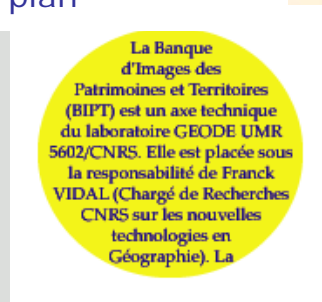 plan
La Banque
d'Images des
Patrimoines et Territoires
(BIPT) est un axe technique
du laboratoire GEODE UMR
5602/CNRS. Elle est placée sous
la responsabilité de Franck
VIDAL (Chargé de Recherches
CNRS sur les nouvelles
technologies en
Géographie). La